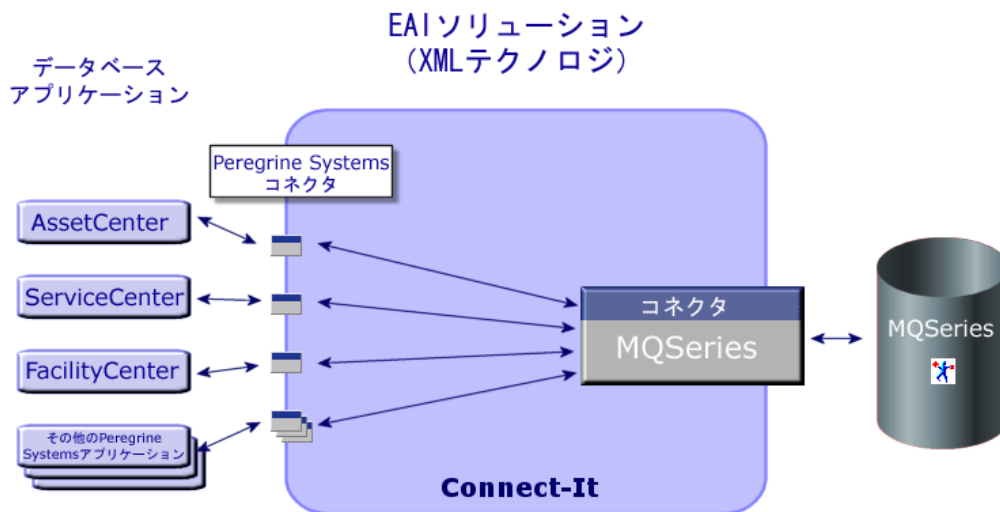 EAIソリューション
（XMLテクノロジ）
データベース
アプリケーション
Peregrine Systems
コネクタ
AssetCenter
ServiceCenter
FacilityCenter
その他のPeregrine
Systemsアプリケーション
コネクタ
MQSeries
MQSeries
Connect-It